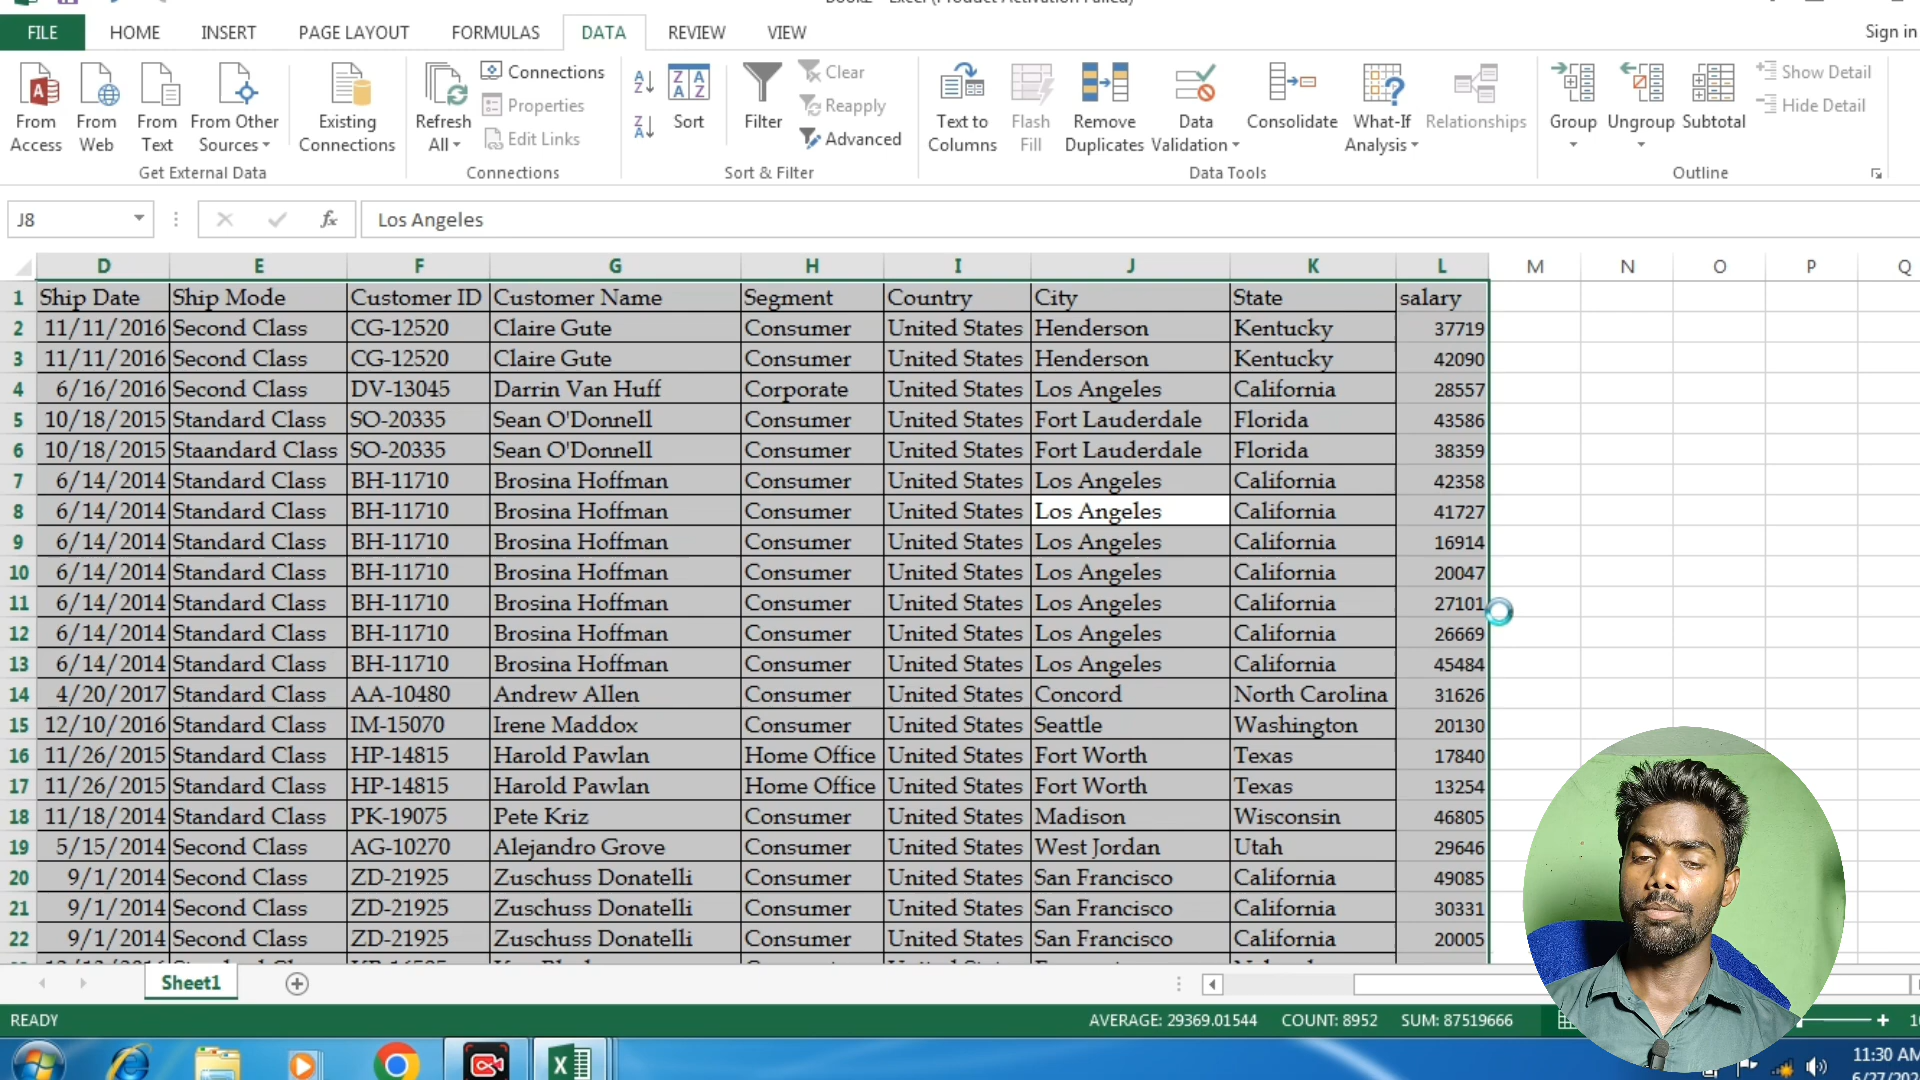 Book2 - Excel (Product Activation Failed)
FILE HOME INSERT PAGE LAYOUT FORMULAS DATA REVIEW VIEW Sign in
From Access From Web From Text From Other Sources Existing Connections Refresh All Connections Properties Edit Links Sort Filter Clear Reapply Advanced Text to Columns Flash Fill Remove Duplicates Data Validation Consolidate What-If Analysis Relationships Group Ungroup Subtotal Show Detail Hide Detail
Get External Data Connections Sort & Filter Data Tools Outline
J8 fx Los Angeles
D E F G H I J K L M N O P Q
1 Ship Date Ship Mode Customer ID Customer Name Segment Country City State salary
2 11/11/2016 Second Class CG-12520 Claire Gute Consumer United States Henderson Kentucky 37719
3 11/11/2016 Second Class CG-12520 Claire Gute Consumer United States Henderson Kentucky 42090
4 6/16/2016 Second Class DV-13045 Darrin Van Huff Corporate United States Los Angeles California 28557
5 10/18/2015 Standard Class SO-20335 Sean O'Donnell Consumer United States Fort Lauderdale Florida 43586
6 10/18/2015 Staandard Class SO-20335 Sean O'Donnell Consumer United States Fort Lauderdale Florida 38359
7 6/14/2014 Standard Class BH-11710 Brosina Hoffman Consumer United States Los Angeles California 42358
8 6/14/2014 Standard Class BH-11710 Brosina Hoffman Consumer United States Los Angeles California 41727
9 6/14/2014 Standard Class BH-11710 Brosina Hoffman Consumer United States Los Angeles California 16914
10 6/14/2014 Standard Class BH-11710 Brosina Hoffman Consumer United States Los Angeles California 20047
11 6/14/2014 Standard Class BH-11710 Brosina Hoffman Consumer United States Los Angeles California 27101
12 6/14/2014 Standard Class BH-11710 Brosina Hoffman Consumer United States Los Angeles California 26669
13 6/14/2014 Standard Class BH-11710 Brosina Hoffman Consumer United States Los Angeles California 45484
14 4/20/2017 Standard Class AA-10480 Andrew Allen Consumer United States Concord North Carolina 31626
15 12/10/2016 Standard Class IM-15070 Irene Maddox Consumer United States Seattle Washington 20130
16 11/26/2015 Standard Class HP-14815 Harold Pawlan Home Office United States Fort Worth Texas 17840
17 11/26/2015 Standard Class HP-14815 Harold Pawlan Home Office United States Fort Worth Texas 13254
18 11/18/2014 Standard Class PK-19075 Pete Kriz Consumer United States Madison Wisconsin 46805
19 5/15/2014 Second Class AG-10270 Alejandro Grove Consumer United States West Jordan Utah 29646
20 9/1/2014 Second Class ZD-21925 Zuschuss Donatelli Consumer United States San Francisco California 49085
21 9/1/2014 Second Class ZD-21925 Zuschuss Donatelli Consumer United States San Francisco California 30331
22 9/1/2014 Second Class ZD-21925 Zuschuss Donatelli Consumer United States San Francisco California 20005
Sheet1
READY AVERAGE: 29369.01544 COUNT: 8952 SUM: 87519666
11:30 AM